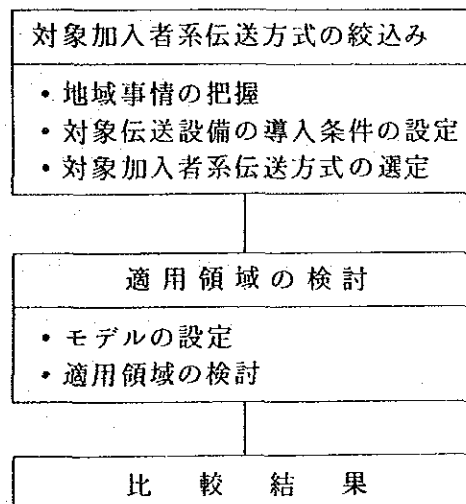 対象加入者系伝送方式の絞込み
・地域事情の把握
・対象伝送設備の導入条件の設定
・対象加入者系伝送方式の選定
適用領域の検討
・モデルの設定
・適用領域の検討
比較結果